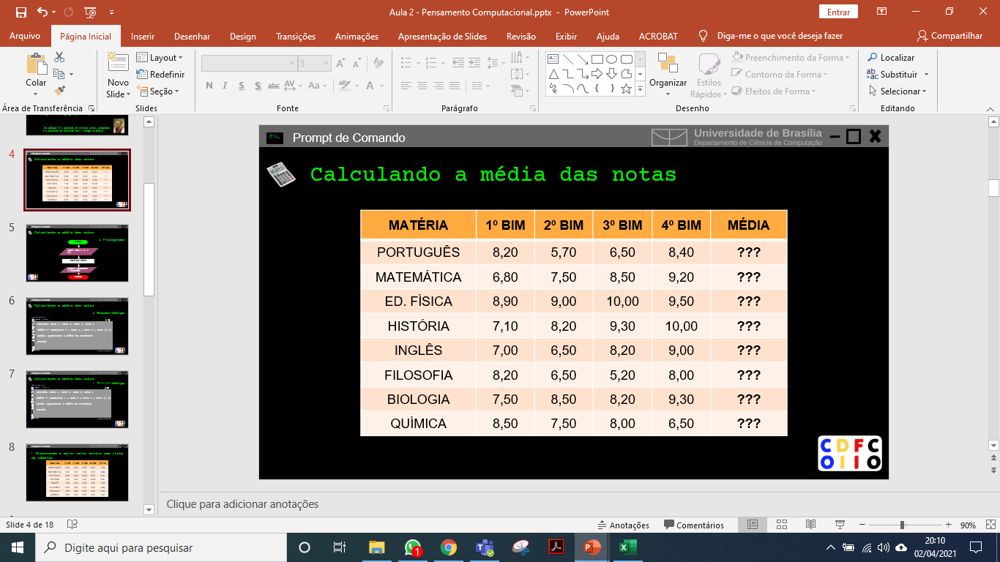 Aula 2 - Pensamento Computacional.pptx - PowerPoint
Entrar
Arquivo Página Inicial Inserir Desenhar Design Transições Animações Apresentação de Slides Revisão Exibir Ajuda ACROBAT Diga-me o que você deseja fazer Compartilhar
Colar
Novo
Slide
Layout
Redefinir
Seção
5
N I S S abc AV Aa A
Organizar
Estilos
Rápidos
Preenchimento da Forma
Contorno da Forma
Efeitos de Forma
Localizar
Substituir
Selecionar
Área de Transferência Slides Fonte Parágrafo Desenho Editando
4
Calculando a média das notas
5
Calculando a média das notas
6
Calculando a média das notas
7
Calculando a média das notas
8
C:\_ Prompt de Comando
Universidade de Brasília
Departamento de Ciência da Computação
Calculando a média das notas
MATÉRIA 1º BIM 2º BIM 3º BIM 4º BIM MÉDIA
PORTUGUÊS 8,20 5,70 6,50 8,40 ???
MATEMÁTICA 6,80 7,50 8,50 9,20 ???
ED. FÍSICA 8,90 9,00 10,00 9,50 ???
HISTÓRIA 7,10 6,20 9,30 10,00 ???
INGLÊS 7,00 6,50 8,20 9,00 ???
FILOSOFIA 8,20 6,50 5,20 8,00 ???
BIOLOGIA 7,50 8,50 8,20 9,30 ???
QUÍMICA 8,50 7,50 8,00 6,50 ???
CDFC
OIIO
Clique para adicionar anotações
Slide 4 de 18 Anotações Comentários 90%
Digite aqui para pesquisar
1
20:10
02/04/2021